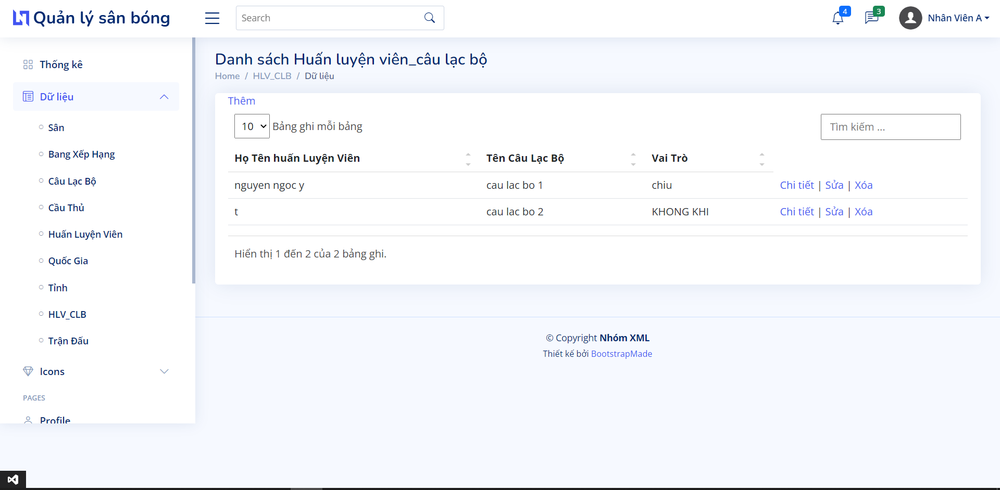 Quản lý sân bóng
Search
4
3
Nhân Viên A
Thống kê
Dữ liệu
Sân
Bang Xếp Hạng
Câu Lạc Bộ
Cầu Thủ
Huấn Luyện Viên
Quốc Gia
Tỉnh
HLV_CLB
Trận Đấu
Icons
PAGES
Profile
Danh sách Huấn luyện viên_câu lạc bộ
Home / HLV_CLB / Dữ liệu
Thêm
10 Bảng ghi mỗi bảng
Tìm kiếm ...
Họ Tên huấn Luyện Viên Tên Câu Lạc Bộ Vai Trò
nguyen ngoc y cau lac bo 1 chiu Chi tiết | Sửa | Xóa
t cau lac bo 2 KHONG KHI Chi tiết | Sửa | Xóa
Hiển thị 1 đến 2 của 2 bảng ghi.
© Copyright Nhóm XML
Thiết kế bởi BootstrapMade